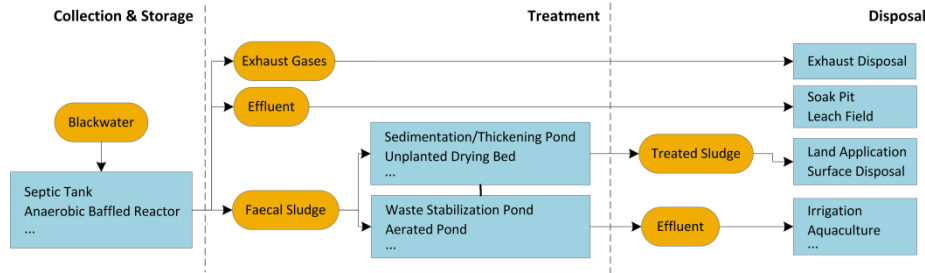 Collection & Storage
Treatment
Disposal
Exhaust Gases
Exhaust Disposal
Effluent
Soak Pit
Leach Field
Blackwater
Sedimentation/Thickening Pond
Unplanted Drying Bed
...
Treated Sludge
Land Application
Surface Disposal
Septic Tank
Anaerobic Baffled Reactor
...
Faecal Sludge
Waste Stabilization Pond
Aerated Pond
...
Effluent
Irrigation
Aquaculture
...